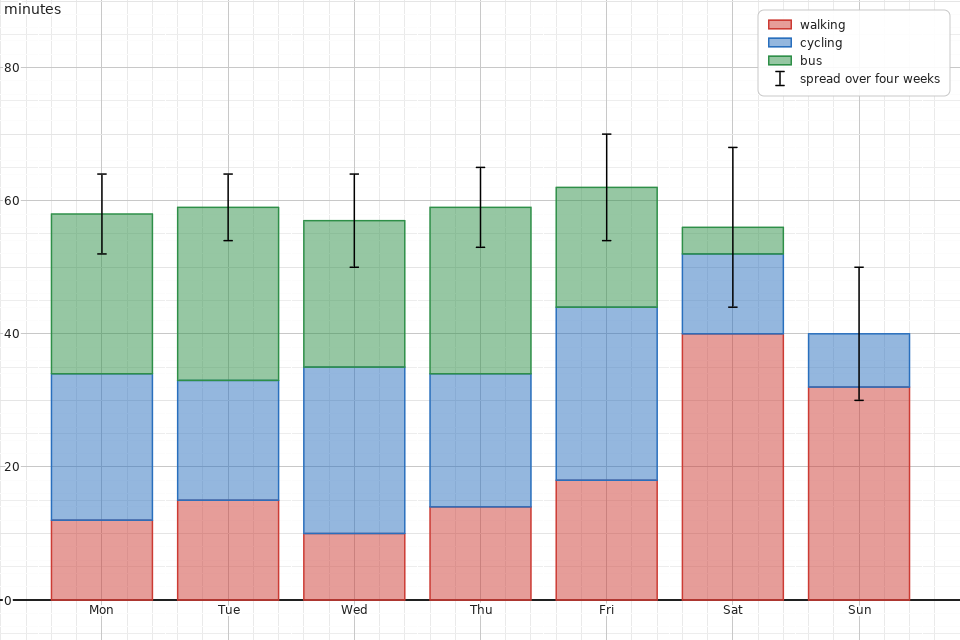 minutes
walking
cycling
bus
spread over four weeks
80
60
40
20
0
Mon Tue Wed Thu Fri Sat Sun